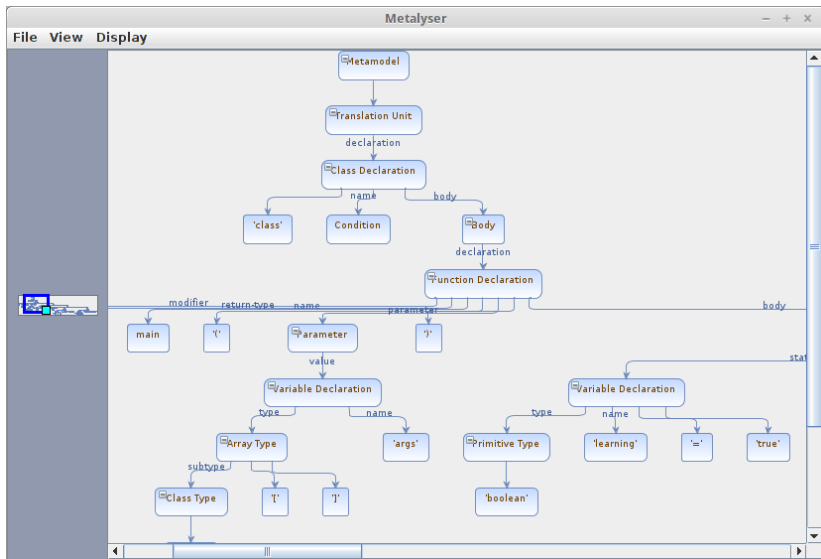 Metalyser
File View Display
Metamodel
Translation Unit
declaration
Class Declaration
name body
'class' Condition Body
declaration
Function Declaration
modifier return-type name parameter body
main '(' Parameter ')'
value stat
Variable Declaration Variable Declaration
type name type name
Array Type 'args' Primitive Type 'learning' '=' 'true'
subtype
Class Type '[' ']' 'boolean'